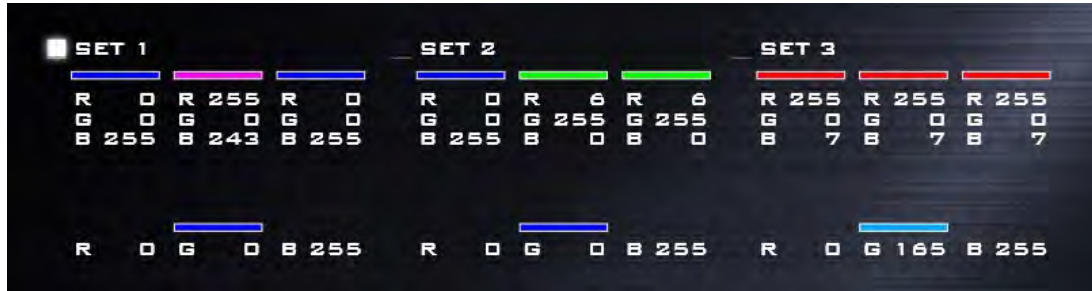 SET 1 SET 2 SET 3
R 0 R 255 R 0 R 0 R 6 R 6 R 255 R 255 R 255
G 0 G 0 G 0 G 0 G 255 G 255 G 0 G 0 G 0
B 255 B 243 B 255 B 255 B 0 B 0 B 7 B 7 B 7
R 0 G 0 B 255 R 0 G 0 B 255 R 0 G 165 B 255